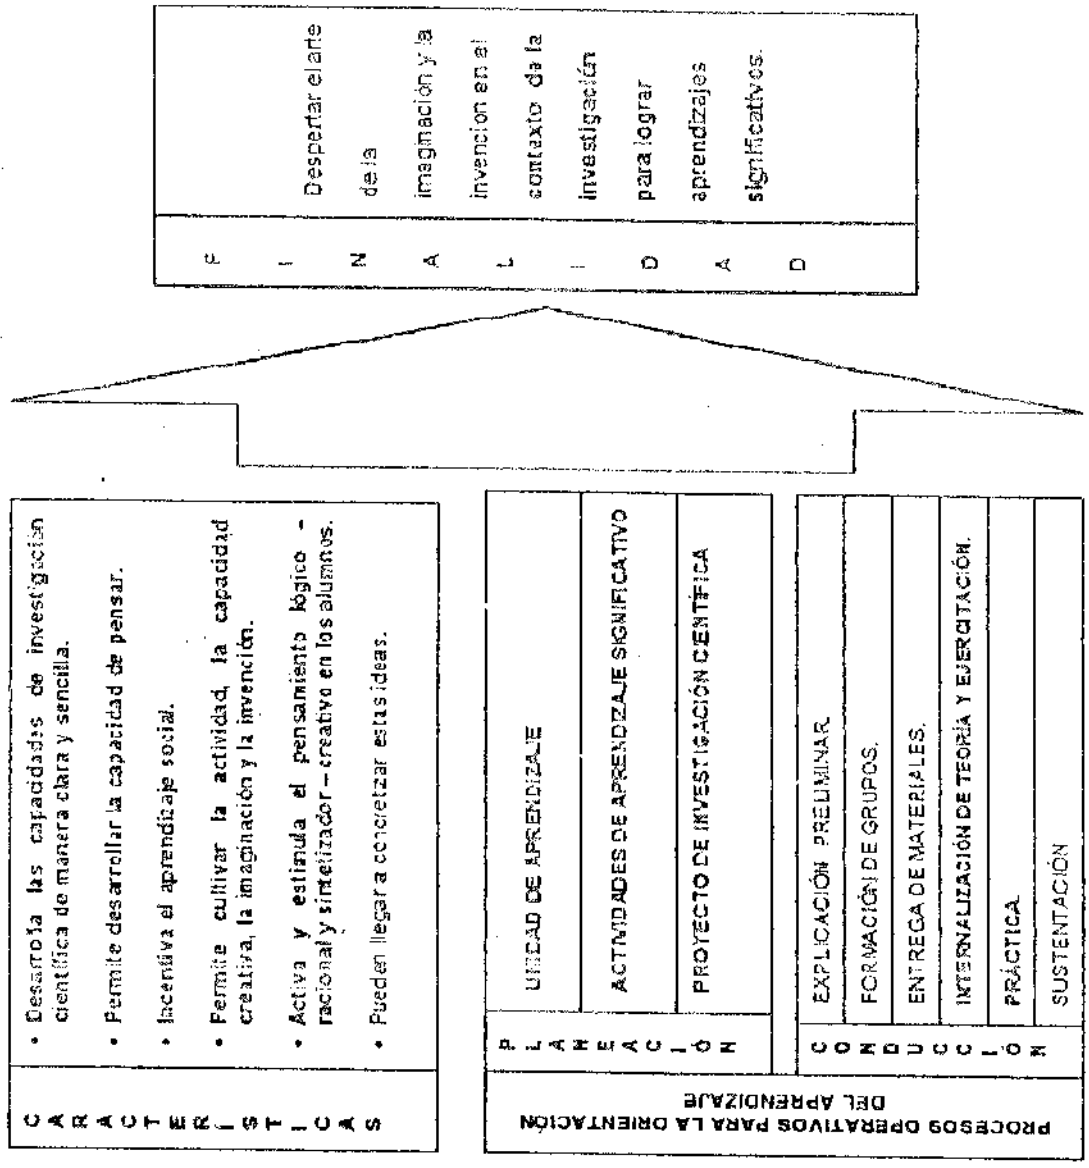 CARACTERÍSTICAS
• Desarrolla las capacidades de investigación
científica de manera clara y sencilla.
• Permite desarrollar la capacidad de pensar.
• Incentiva el aprendizaje social.
• Permite cultivar la actividad, la capacidad
creativa, la imaginación y la invención.
• Activa y estimula el pensamiento lógico –
racional y sintetizador – creativo en los alumnos.
• Pueden llegar a concretizar estas ideas.
PROCESOS OPERATIVOS PARA LA ORIENTACIÓN
DEL APRENDIZAJE
PLANEACIÓN
UNIDAD DE APRENDIZAJE
ACTIVIDADES DE APRENDIZAJE SIGNIFICATIVO
PROYECTO DE INVESTIGACIÓN CIENTÍFICA
CONDUCCIÓN
EXPLICACIÓN PRELIMINAR.
FORMACIÓN DE GRUPOS.
ENTREGA DE MATERIALES.
INTERNALIZACIÓN DE TEORÍA Y EJERCITACIÓN.
PRÁCTICA.
SUSTENTACIÓN
FINALIDAD
Despertar el arte
de la
imaginación y la
invencion en el
contexto de la
investigación
para lograr
aprendizajes
significativos.